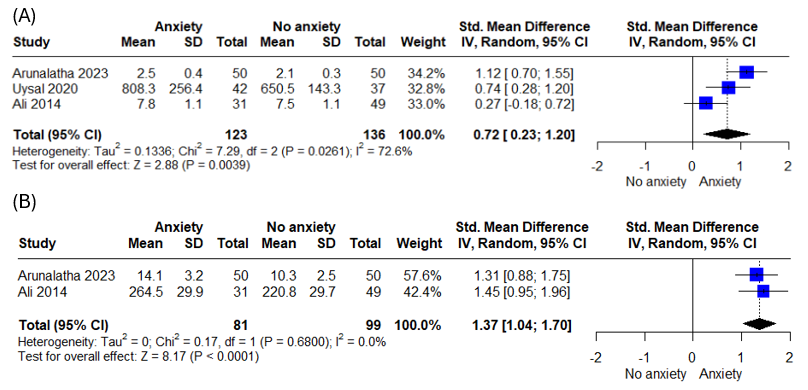 (A)
Anxiety No anxiety Std. Mean Difference Std. Mean Difference
Study Mean SD Total Mean SD Total Weight IV, Random, 95% CI IV, Random, 95% CI
Arunalatha 2023 2.5 0.4 50 2.1 0.3 50 34.2% 1.12 [ 0.70; 1.55]
Uysal 2020 808.3 256.4 42 650.5 143.3 37 32.8% 0.74 [ 0.28; 1.20]
Ali 2014 7.8 1.1 31 7.5 1.1 49 33.0% 0.27 [-0.18; 0.72]
Total (95% CI) 123 136 100.0% 0.72 [ 0.23; 1.20]
Heterogeneity: Tau² = 0.1336; Chi² = 7.29, df = 2 (P = 0.0261); I² = 72.6%
Test for overall effect: Z = 2.88 (P = 0.0039)
-2 -1 0 1 2
No anxiety Anxiety
(B)
Anxiety No anxiety Std. Mean Difference Std. Mean Difference
Study Mean SD Total Mean SD Total Weight IV, Random, 95% CI IV, Random, 95% CI
Arunalatha 2023 14.1 3.2 50 10.3 2.5 50 57.6% 1.31 [0.88; 1.75]
Ali 2014 264.5 29.9 31 220.8 29.7 49 42.4% 1.45 [0.95; 1.96]
Total (95% CI) 81 99 100.0% 1.37 [1.04; 1.70]
Heterogeneity: Tau² = 0; Chi² = 0.17, df = 1 (P = 0.6800); I² = 0.0%
Test for overall effect: Z = 8.17 (P < 0.0001)
-2 -1 0 1 2
No anxiety Anxiety